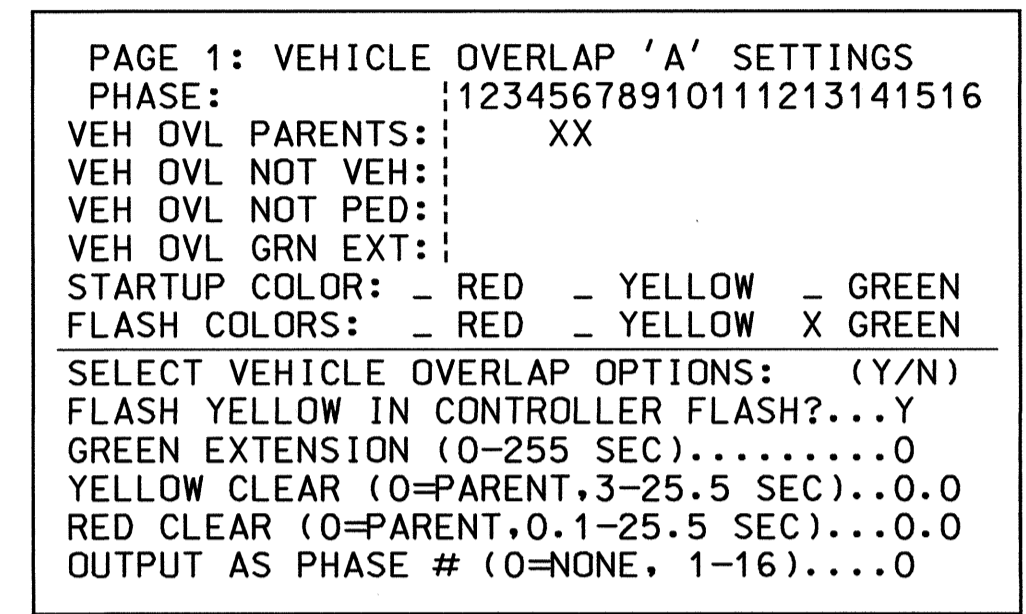 PAGE 1: VEHICLE OVERLAP 'A' SETTINGS
PHASE: ¦12345678910111213141516
VEH OVL PARENTS:¦ XX
VEH OVL NOT VEH:¦
VEH OVL NOT PED:¦
VEH OVL GRN EXT:¦
STARTUP COLOR: _ RED _ YELLOW _ GREEN
FLASH COLORS: _ RED _ YELLOW X GREEN
SELECT VEHICLE OVERLAP OPTIONS: (Y/N)
FLASH YELLOW IN CONTROLLER FLASH?...Y
GREEN EXTENSION (0-255 SEC).........0
YELLOW CLEAR (0=PARENT,3-25.5 SEC)..0.0
RED CLEAR (0=PARENT,0.1-25.5 SEC)...0.0
OUTPUT AS PHASE # (0=NONE, 1-16)....0